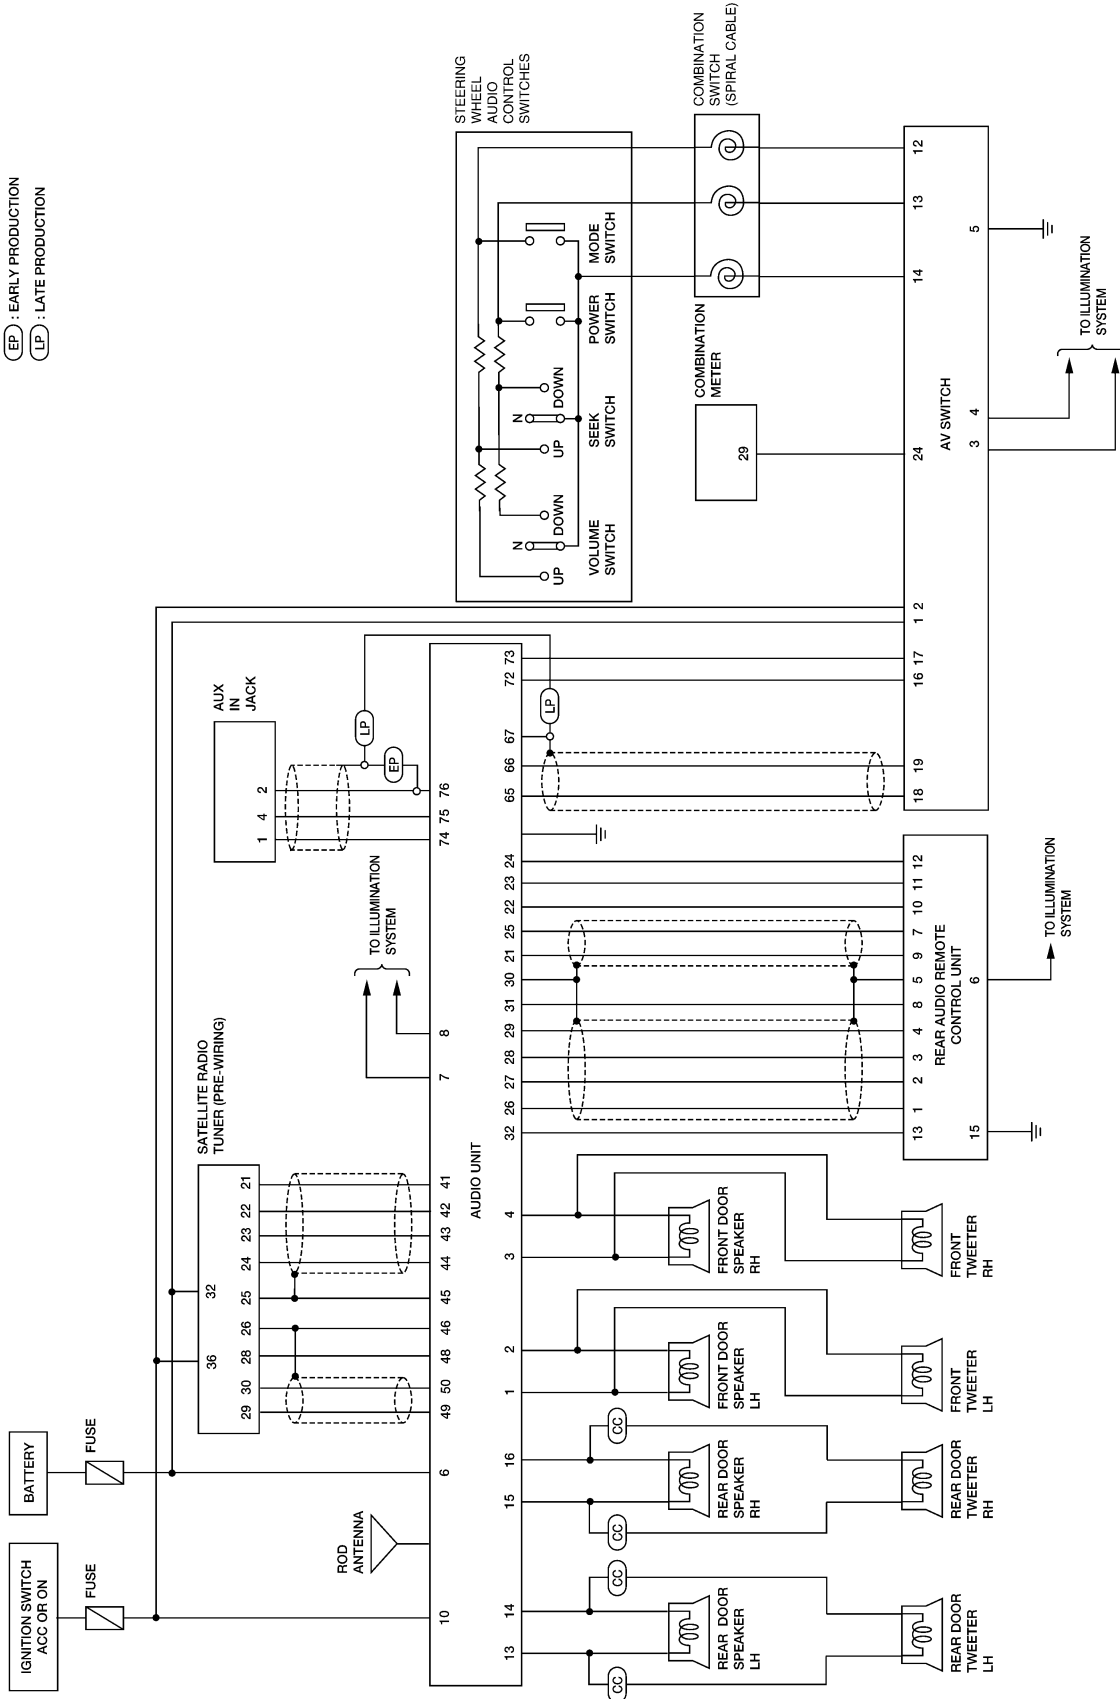 EP : EARLY PRODUCTION
LP : LATE PRODUCTION
IGNITION SWITCH
ACC OR ON
BATTERY
FUSE
FUSE
ROD
ANTENNA
SATELLITE RADIO
TUNER (PRE-WIRING)
36
32
29
30
28
26
25
24
23
22
21
TO ILLUMINATION
SYSTEM
AUX
IN
JACK
1
4
2
LP
EP
10
6
49
50
48
46
45
44
43
42
41
7
8
74
75
76
AUDIO UNIT
13
14
15
16
1
2
3
4
32
26
27
28
29
31
30
21
25
22
23
24
65
66
67
72
73
LP
STEERING
WHEEL
AUDIO
CONTROL
SWITCHES
UP
N
DOWN
VOLUME
SWITCH
UP
N
DOWN
SEEK
SWITCH
POWER
SWITCH
MODE
SWITCH
COMBINATION
METER
29
COMBINATION
SWITCH
(SPIRAL CABLE)
CC
CC
CC
CC
REAR DOOR
SPEAKER
LH
REAR DOOR
SPEAKER
RH
FRONT DOOR
SPEAKER
LH
FRONT DOOR
SPEAKER
RH
REAR DOOR
TWEETER
LH
REAR DOOR
TWEETER
RH
FRONT
TWEETER
LH
FRONT
TWEETER
RH
13
1
2
3
4
8
5
9
7
10
11
12
REAR AUDIO REMOTE
CONTROL UNIT
15
6
TO ILLUMINATION
SYSTEM
18
19
16
17
1
2
24
14
13
12
AV SWITCH
3
4
5
TO ILLUMINATION
SYSTEM